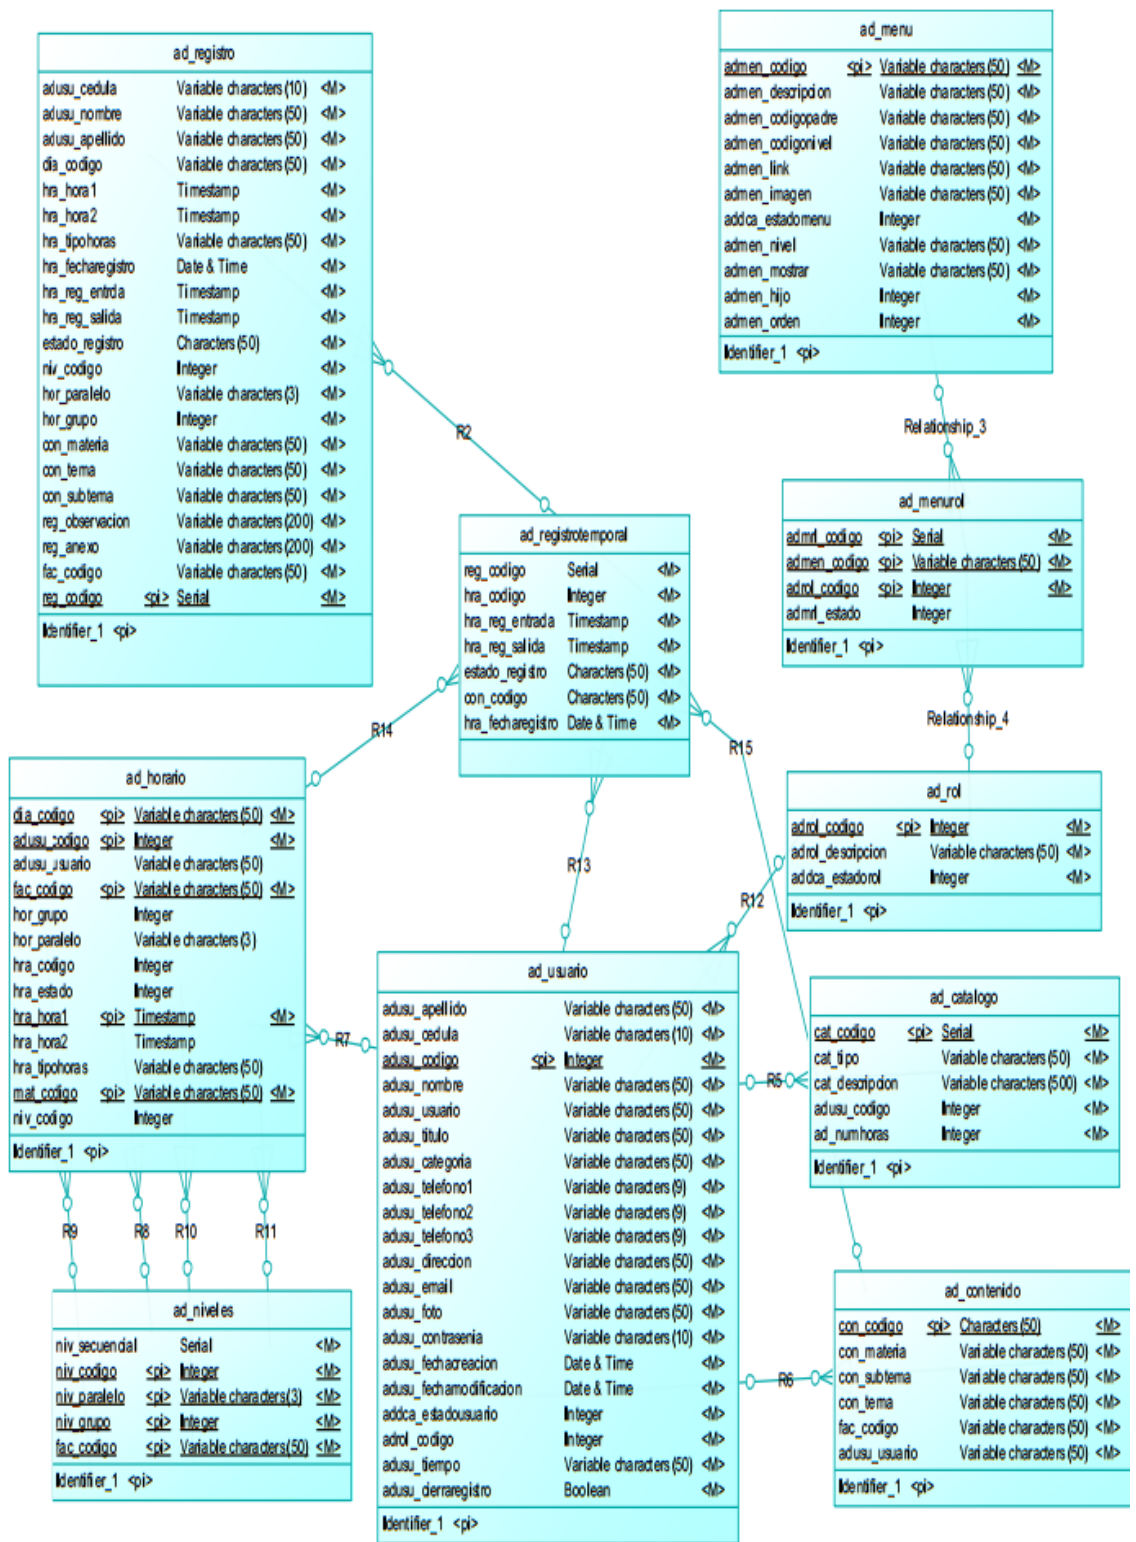 ad_registro
adusu_cedula Variable characters (10) <M>
adusu_nombre Variable characters (50) <M>
adusu_apellido Variable characters (50) <M>
dia_codigo Variable characters (50) <M>
hra_hora1 Timestamp <M>
hra_hora2 Timestamp <M>
hra_tipohoras Variable characters (50) <M>
hra_fecharegistro Date & Time <M>
hra_reg_entrda Timestamp <M>
hra_reg_salida Timestamp <M>
estado_registro Characters (50) <M>
niv_codigo Integer <M>
hor_paralelo Variable characters (3) <M>
hor_grupo Integer <M>
con_materia Variable characters (50) <M>
con_tema Variable characters (50) <M>
con_subtema Variable characters (50) <M>
reg_observacion Variable characters (200) <M>
reg_anexo Variable characters (200) <M>
fac_codigo Variable characters (50) <M>
reg_codigo <pi> Serial <M>
Identifier_1 <pi>
ad_menu
admen_codigo <pi> Variable characters (50) <M>
admen_descripcion Variable characters (50) <M>
admen_codigopadre Variable characters (50) <M>
admen_codigonivel Variable characters (50) <M>
admen_link Variable characters (50) <M>
admen_imagen Variable characters (50) <M>
addca_estadomenu Integer <M>
admen_nivel Variable characters (50) <M>
admen_mostrar Variable characters (50) <M>
admen_hijo Integer <M>
admen_orden Integer <M>
Identifier_1 <pi>
R2
Relationship_3
ad_registrotemporal
reg_codigo Serial <M>
hra_codigo Integer <M>
hra_reg_entrada Timestamp <M>
hra_reg_salida Timestamp <M>
estado_registro Characters (50) <M>
con_codigo Characters (50) <M>
hra_fecharegistro Date & Time <M>
ad_menurol
admrl_codigo <pi> Serial <M>
admen_codigo <pi> Variable characters (50) <M>
adrol_codigo <pi> Integer <M>
admrl_estado Integer
Identifier_1 <pi>
R14
R15
Relationship_4
R13
R12
ad_horario
dia_codigo <pi> Variable characters (50) <M>
adusu_codigo <pi> Integer <M>
adusu_usuario Variable characters (50)
fac_codigo <pi> Variable characters (50) <M>
hor_grupo Integer
hor_paralelo Variable characters (3)
hra_codigo Integer
hra_estado Integer
hra_hora1 <pi> Timestamp <M>
hra_hora2 Timestamp
hra_tipohoras Variable characters (50)
mat_codigo <pi> Variable characters (50) <M>
niv_codigo Integer
Identifier_1 <pi>
ad_rol
adrol_codigo <pi> Integer <M>
adrol_descripcion Variable characters (50) <M>
addca_estadorol Integer <M>
Identifier_1 <pi>
R7
ad_usuario
adusu_apellido Variable characters (50) <M>
adusu_cedula Variable characters (10) <M>
adusu_codigo <pi> Integer <M>
adusu_nombre Variable characters (50) <M>
adusu_usuario Variable characters (50) <M>
adusu_titulo Variable characters (50) <M>
adusu_categoria Variable characters (50) <M>
adusu_telefono1 Variable characters (9) <M>
adusu_telefono2 Variable characters (9) <M>
adusu_telefono3 Variable characters (9) <M>
adusu_direccion Variable characters (50) <M>
adusu_email Variable characters (50) <M>
adusu_foto Variable characters (50) <M>
adusu_contrasenia Variable characters (10) <M>
adusu_fechacreacion Date & Time <M>
adusu_fechamodificacion Date & Time <M>
addca_estadousuario Integer <M>
adrol_codigo Integer <M>
adusu_tiempo Variable characters (50) <M>
adusu_cierraregistro Boolean <M>
Identifier_1 <pi>
R5
ad_catalogo
cat_codigo <pi> Serial <M>
cat_tipo Variable characters (50) <M>
cat_descripcion Variable characters (500) <M>
adusu_codigo Integer <M>
ad_numhoras Integer <M>
Identifier_1 <pi>
R9
R8
R10
R11
ad_niveles
niv_secuencial Serial <M>
niv_codigo <pi> Integer <M>
niv_paralelo <pi> Variable characters (3) <M>
niv_grupo <pi> Integer <M>
fac_codigo <pi> Variable characters (50) <M>
Identifier_1 <pi>
R6
ad_contenido
con_codigo <pi> Characters (50) <M>
con_materia Variable characters (50) <M>
con_subtema Variable characters (50) <M>
con_tema Variable characters (50) <M>
fac_codigo Variable characters (50) <M>
adusu_usuario Variable characters (50) <M>
Identifier_1 <pi>